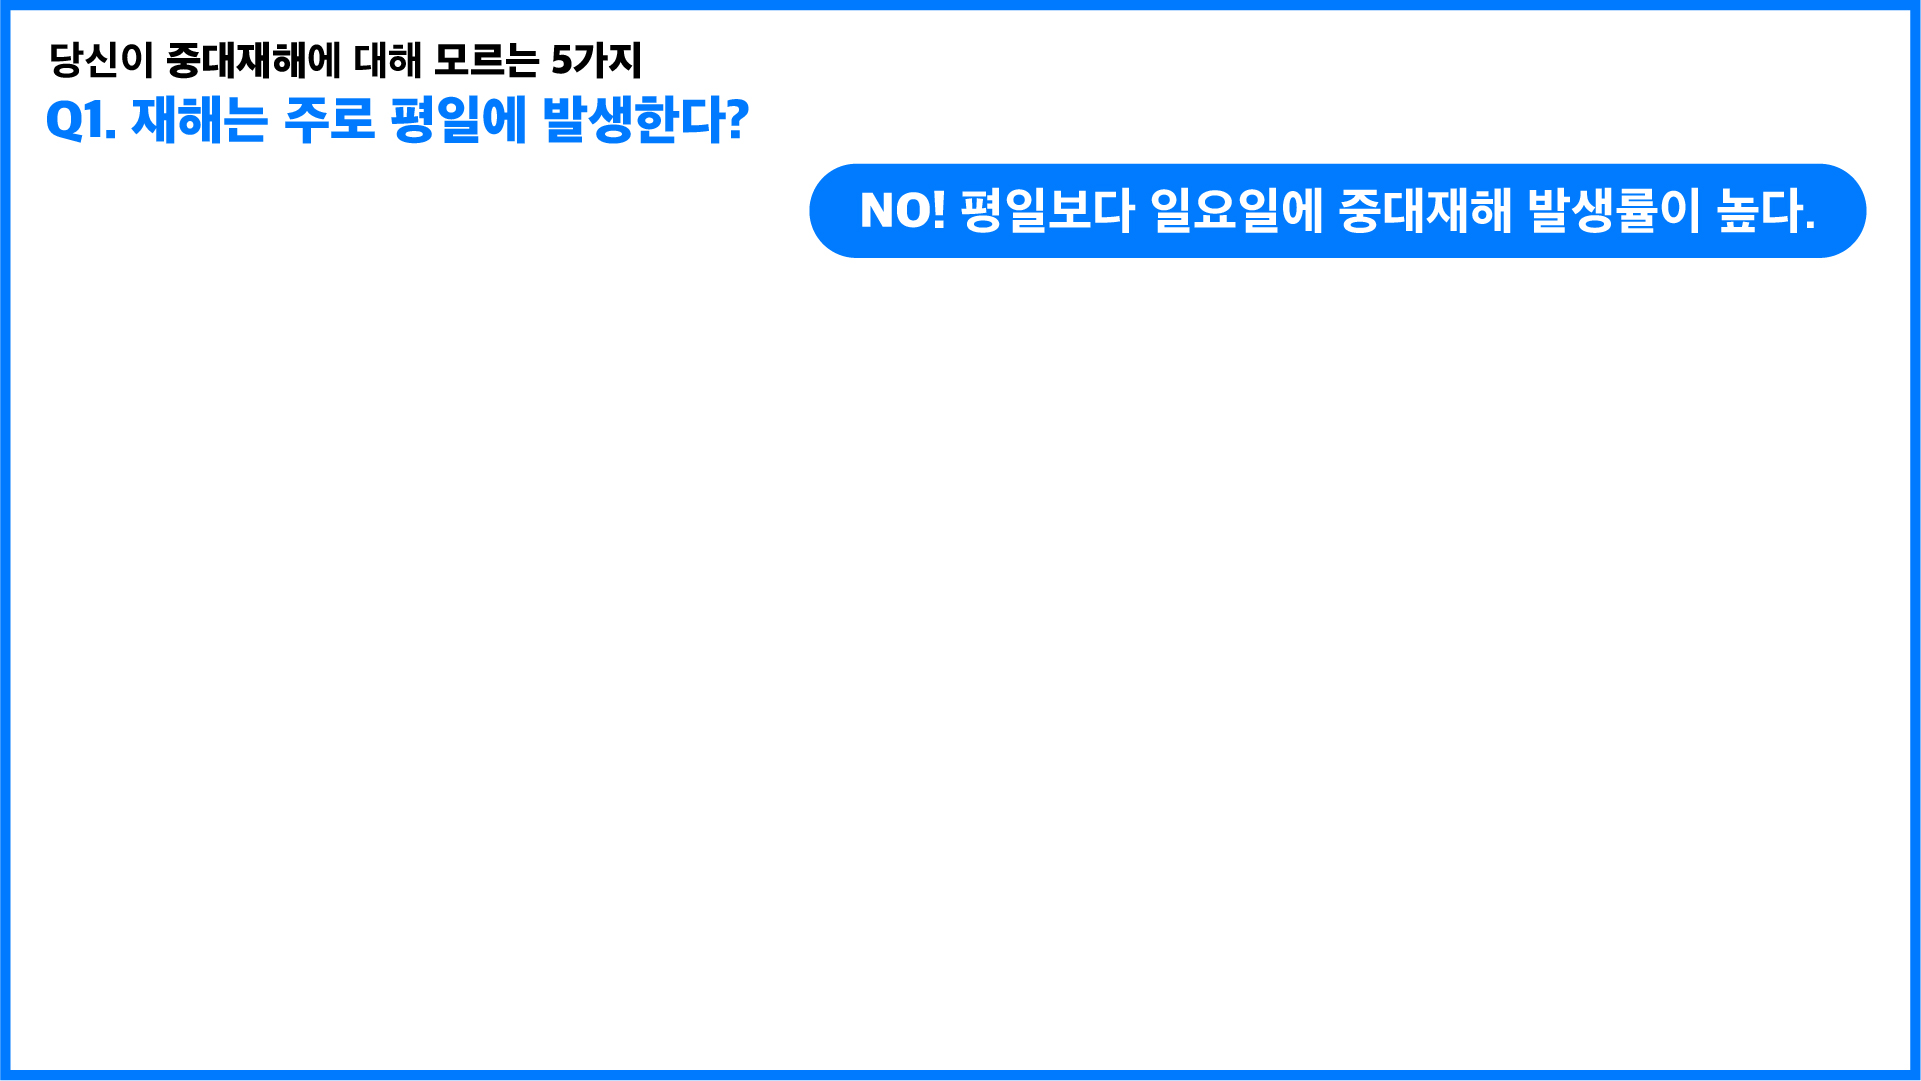 당신이 중대재해에 대해 모르는 5가지
Q1. 재해는 주로 평일에 발생한다?
NO! 평일보다 일요일에 중대재해 발생률이 높다.